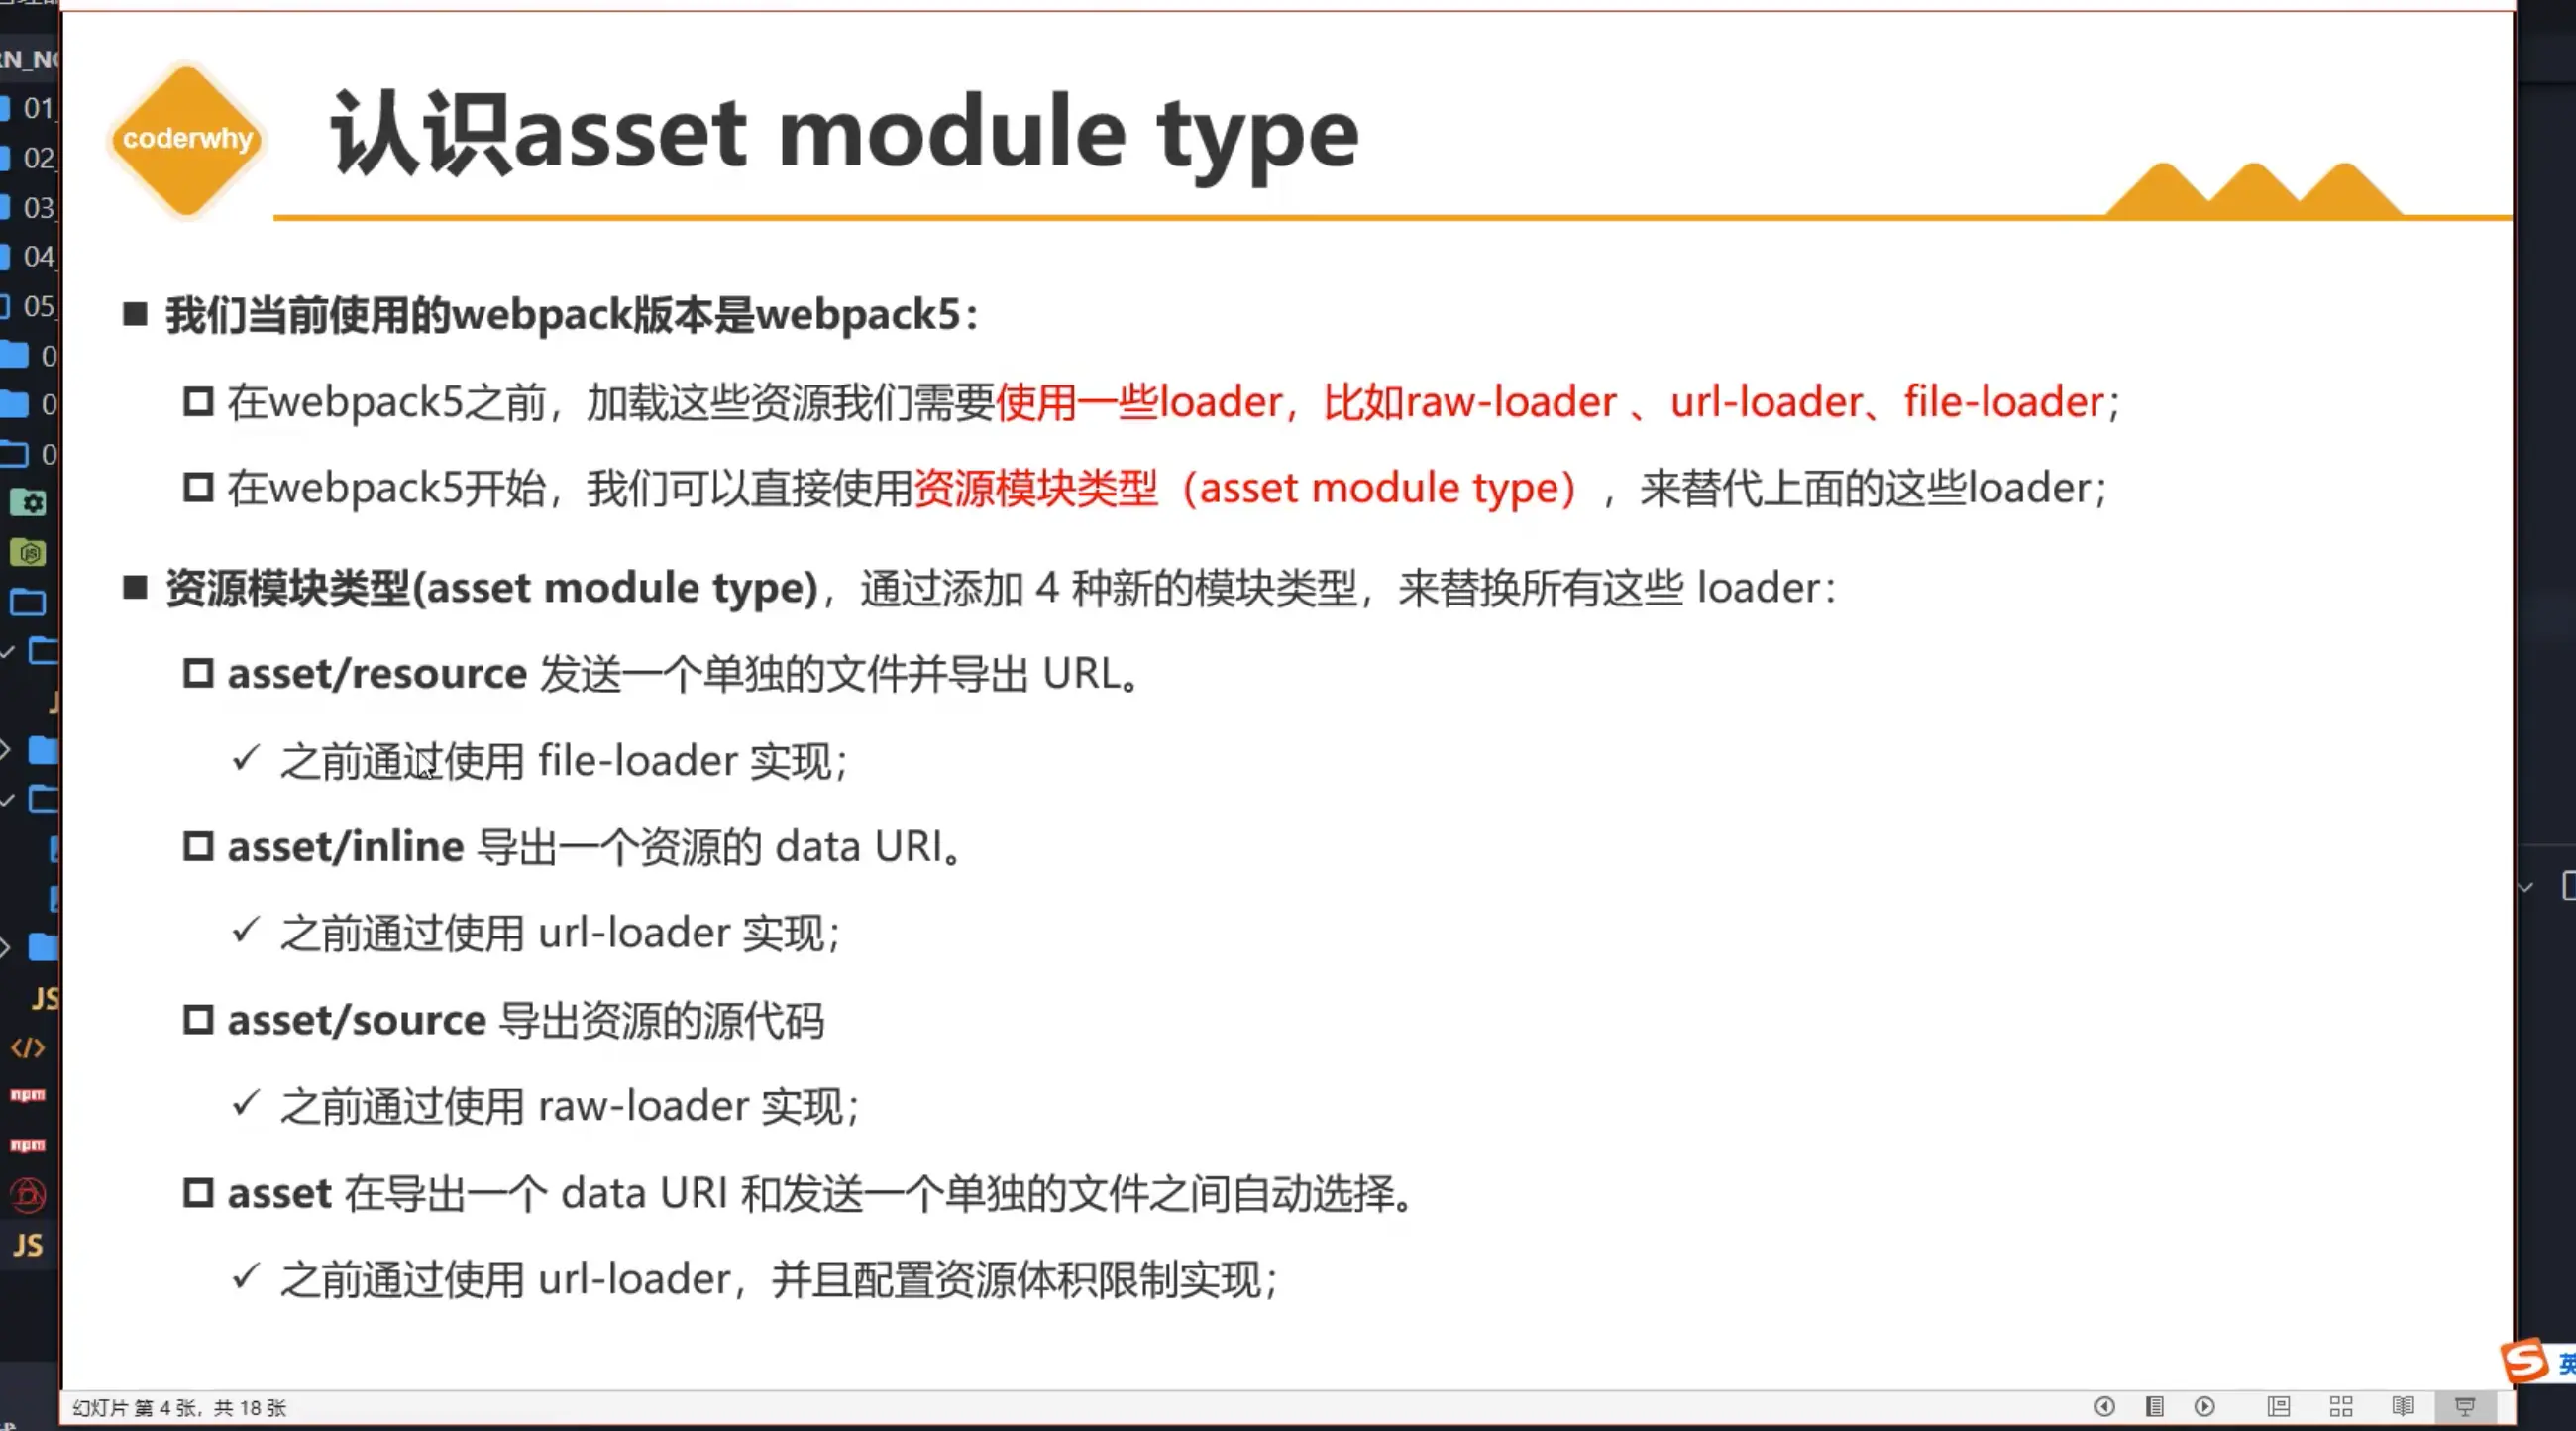 RN_N
01_
02_
03_
04_
05_
0
0
0
JS
</>
npm
npm
JS
coderwhy
认识asset module type
我们当前使用的webpack版本是webpack5：
在webpack5之前，加载这些资源我们需要使用一些loader，比如raw-loader 、url-loader、file-loader；
在webpack5开始，我们可以直接使用资源模块类型（asset module type），来替代上面的这些loader；
资源模块类型(asset module type)，通过添加 4 种新的模块类型，来替换所有这些 loader：
asset/resource 发送一个单独的文件并导出 URL。
之前通过使用 file-loader 实现；
asset/inline 导出一个资源的 data URI。
之前通过使用 url-loader 实现；
asset/source 导出资源的源代码
之前通过使用 raw-loader 实现；
asset 在导出一个 data URI 和发送一个单独的文件之间自动选择。
之前通过使用 url-loader，并且配置资源体积限制实现；
幻灯片 第 4 张，共 18 张
英